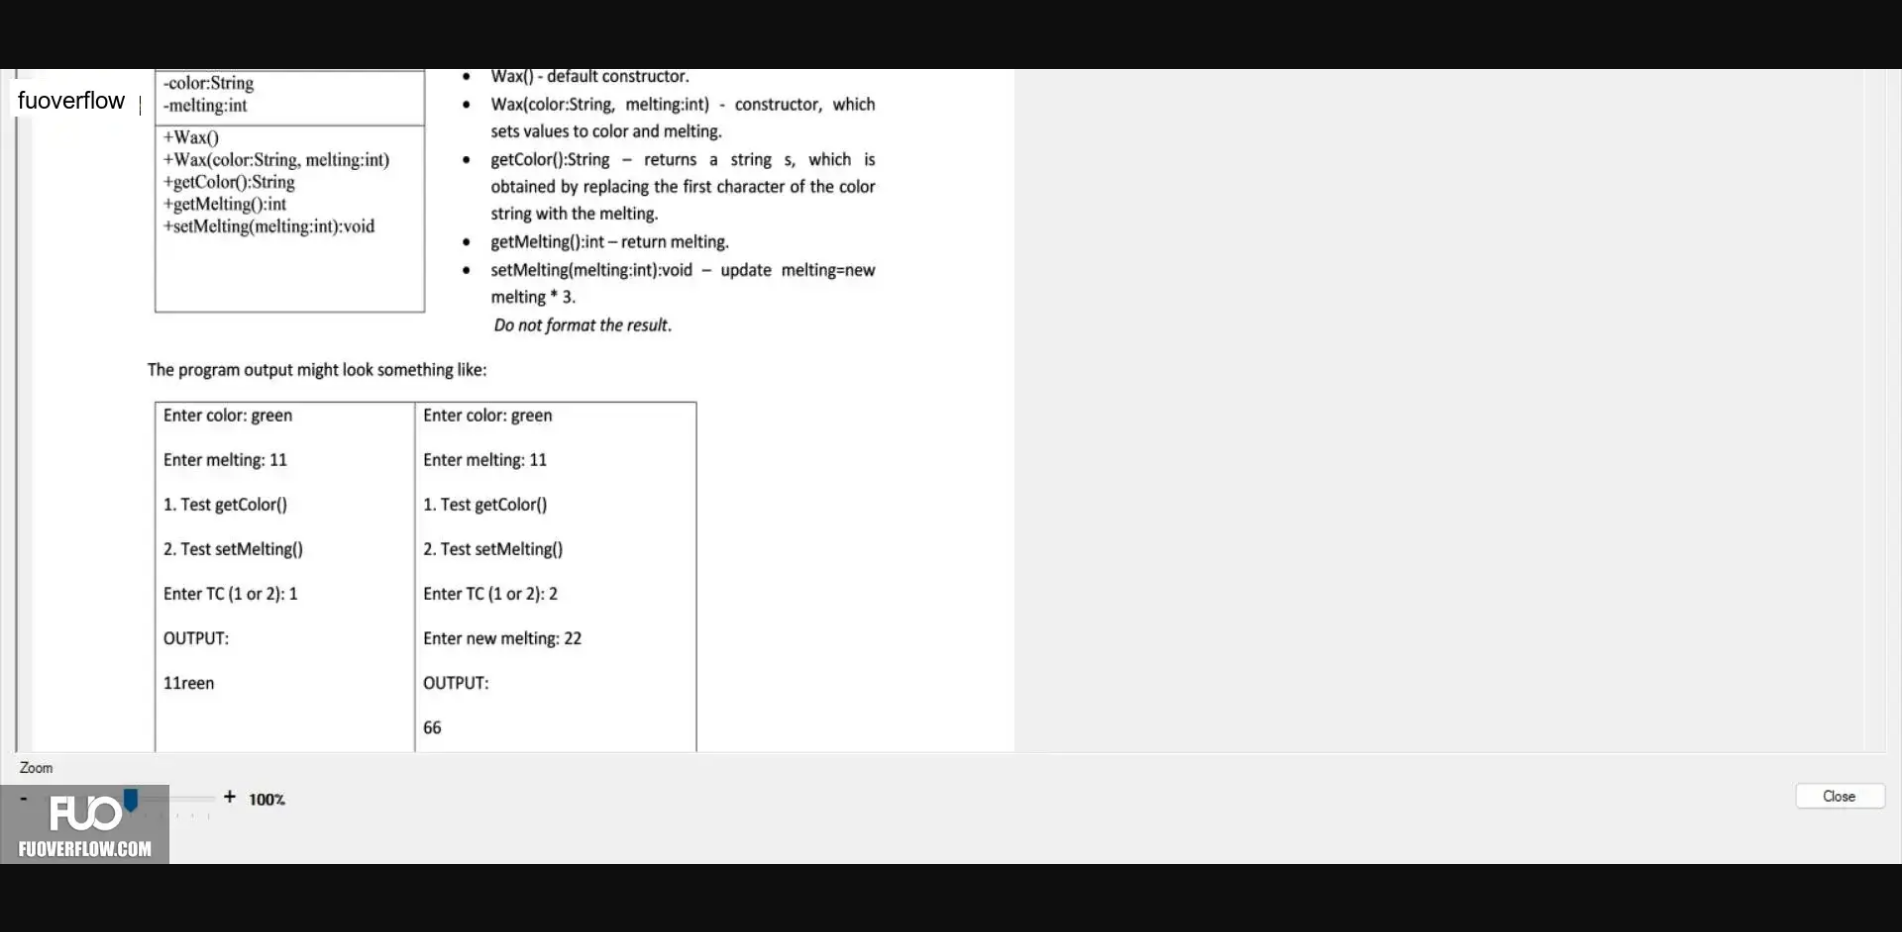 fuoverflow
-color:String
-melting:int
+Wax()
+Wax(color:String, melting:int)
+getColor():String
+getMelting():int
+setMelting(melting:int):void
• Wax() - default constructor.
• Wax(color:String, melting:int) - constructor, which
sets values to color and melting.
• getColor():String – returns a string s, which is
obtained by replacing the first character of the color
string with the melting.
• getMelting():int – return melting.
• setMelting(melting:int):void – update melting=new
melting * 3.
Do not format the result.
The program output might look something like:
Enter color: green
Enter melting: 11
1. Test getColor()
2. Test setMelting()
Enter TC (1 or 2): 1
OUTPUT:
11reen
Enter color: green
Enter melting: 11
1. Test getColor()
2. Test setMelting()
Enter TC (1 or 2): 2
Enter new melting: 22
OUTPUT:
66
Zoom
- + 100%
Close
FUO
FUOVERFLOW.COM